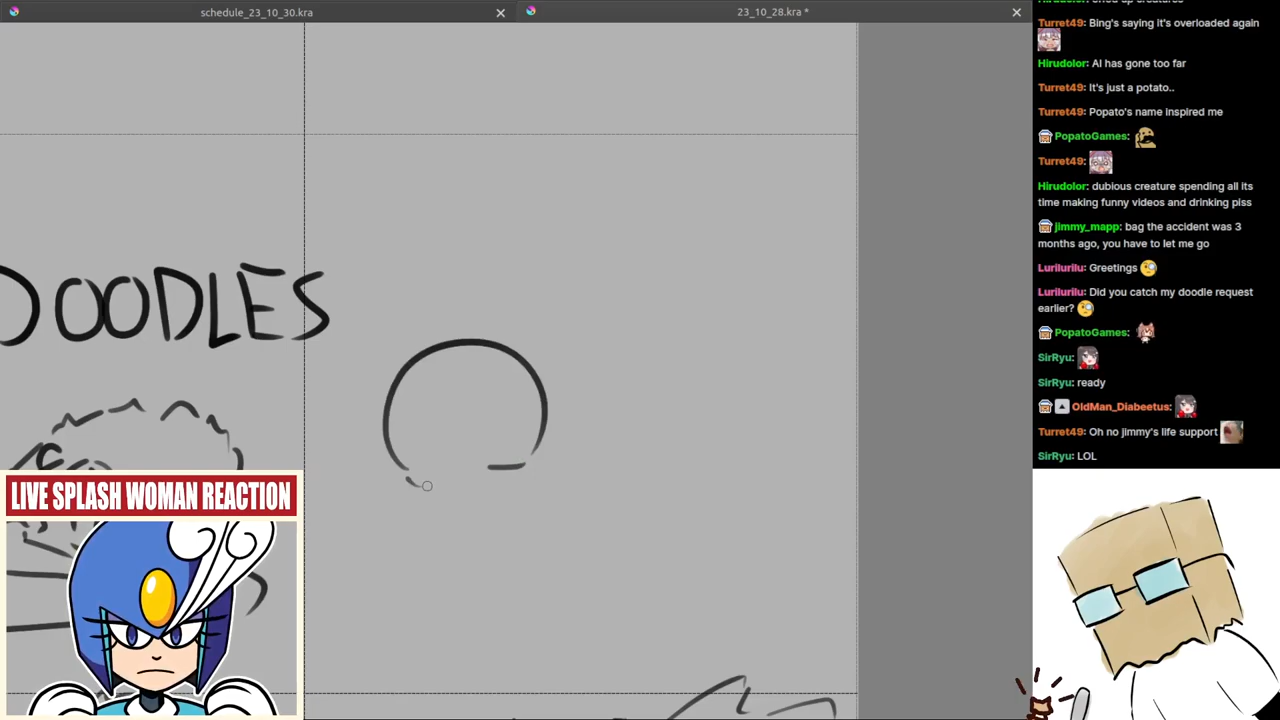 schedule_23_10_30.kra
23_10_28.kra *
DOODLES
LIVE SPLASH WOMAN REACTION
Turret49: Bing's saying it's overloaded again
Hirudolor: AI has gone too far
Turret49: It's just a potato..
Turret49: Popato's name inspired me
PopatoGames:
Turret49:
Hirudolor: dubious creature spending all its
time making funny videos and drinking piss
jimmy_mapp: bag the accident was 3
months ago, you have to let me go
Lurilurilu: Greetings
Lurilurilu: Did you catch my doodle request
earlier?
PopatoGames:
SirRyu:
SirRyu: ready
OldMan_Diabeetus:
Turret49: Oh no jimmy's life support
SirRyu: LOL